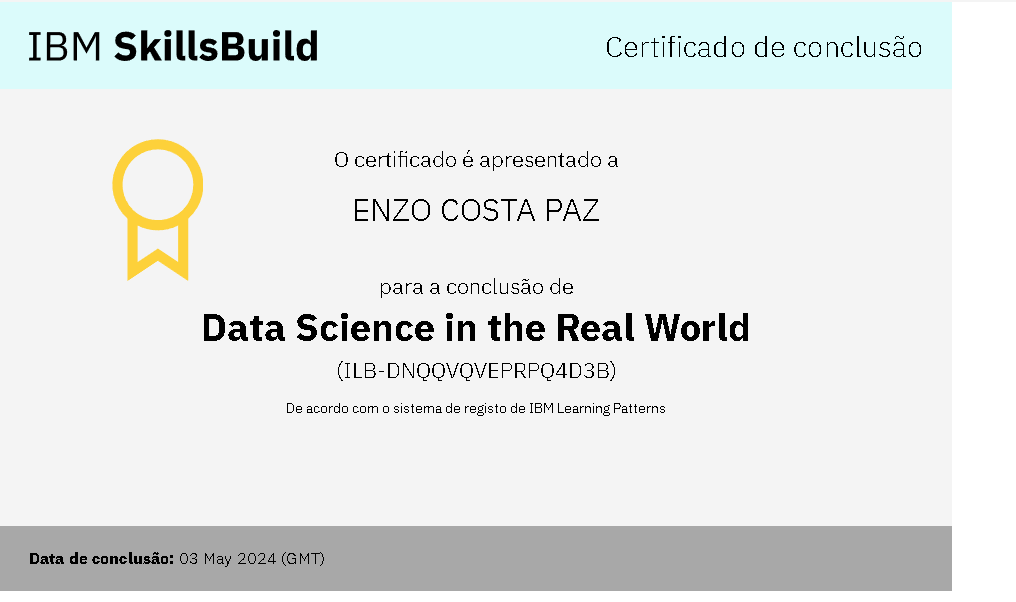 IBM SkillsBuild
Certificado de conclusão
O certificado é apresentado a
ENZO COSTA PAZ
para a conclusão de
Data Science in the Real World
(ILB-DNQQVQVEPRPQ4D3B)
De acordo com o sistema de registo de IBM Learning Patterns
Data de conclusão: 03 May 2024 (GMT)